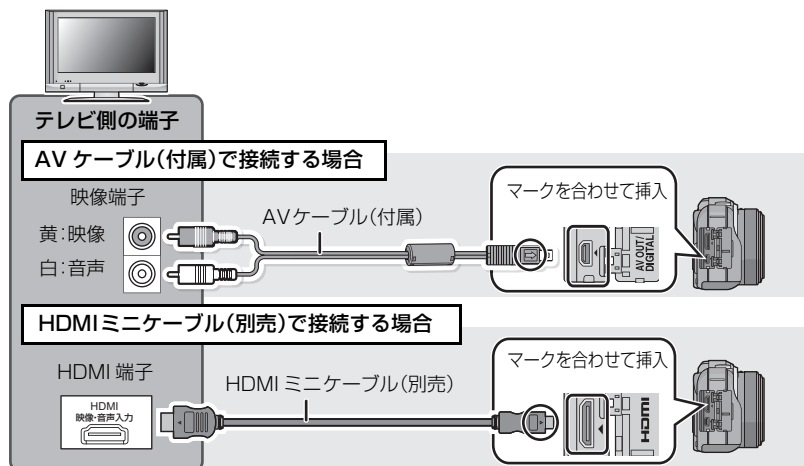 テレビ側の端子
AV ケーブル(付属)で接続する場合
映像端子
黄:映像
白:音声
AVケーブル(付属)
マークを合わせて挿入
AV OUT/
DIGITAL
HDMIミニケーブル(別売)で接続する場合
HDMI 端子
HDMI
映像・音声入力
HDMI ミニケーブル(別売)
マークを合わせて挿入
HDMI